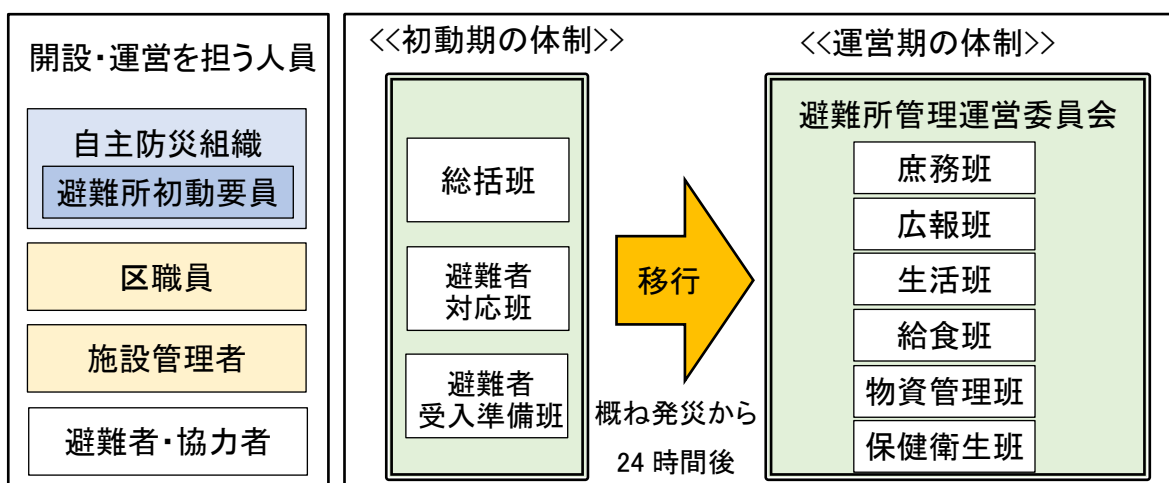 開設・運営を担う人員
自主防災組織
避難所初動要員
区職員
施設管理者
避難者・協力者
<<初動期の体制>>
総括班
避難者
対応班
避難者
受入準備班
移行
概ね発災から
24時間後
<<運営期の体制>>
避難所管理運営委員会
庶務班
広報班
生活班
給食班
物資管理班
保健衛生班